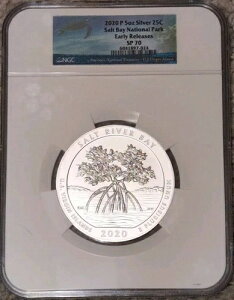 2020 P 5oz Silver 25C
Salt Bay National Park
Early Releases
SP 70
NGC
SALT RIVER BAY
U.S. VIRGIN ISLANDS
2020
E PLURIBUS UNUM